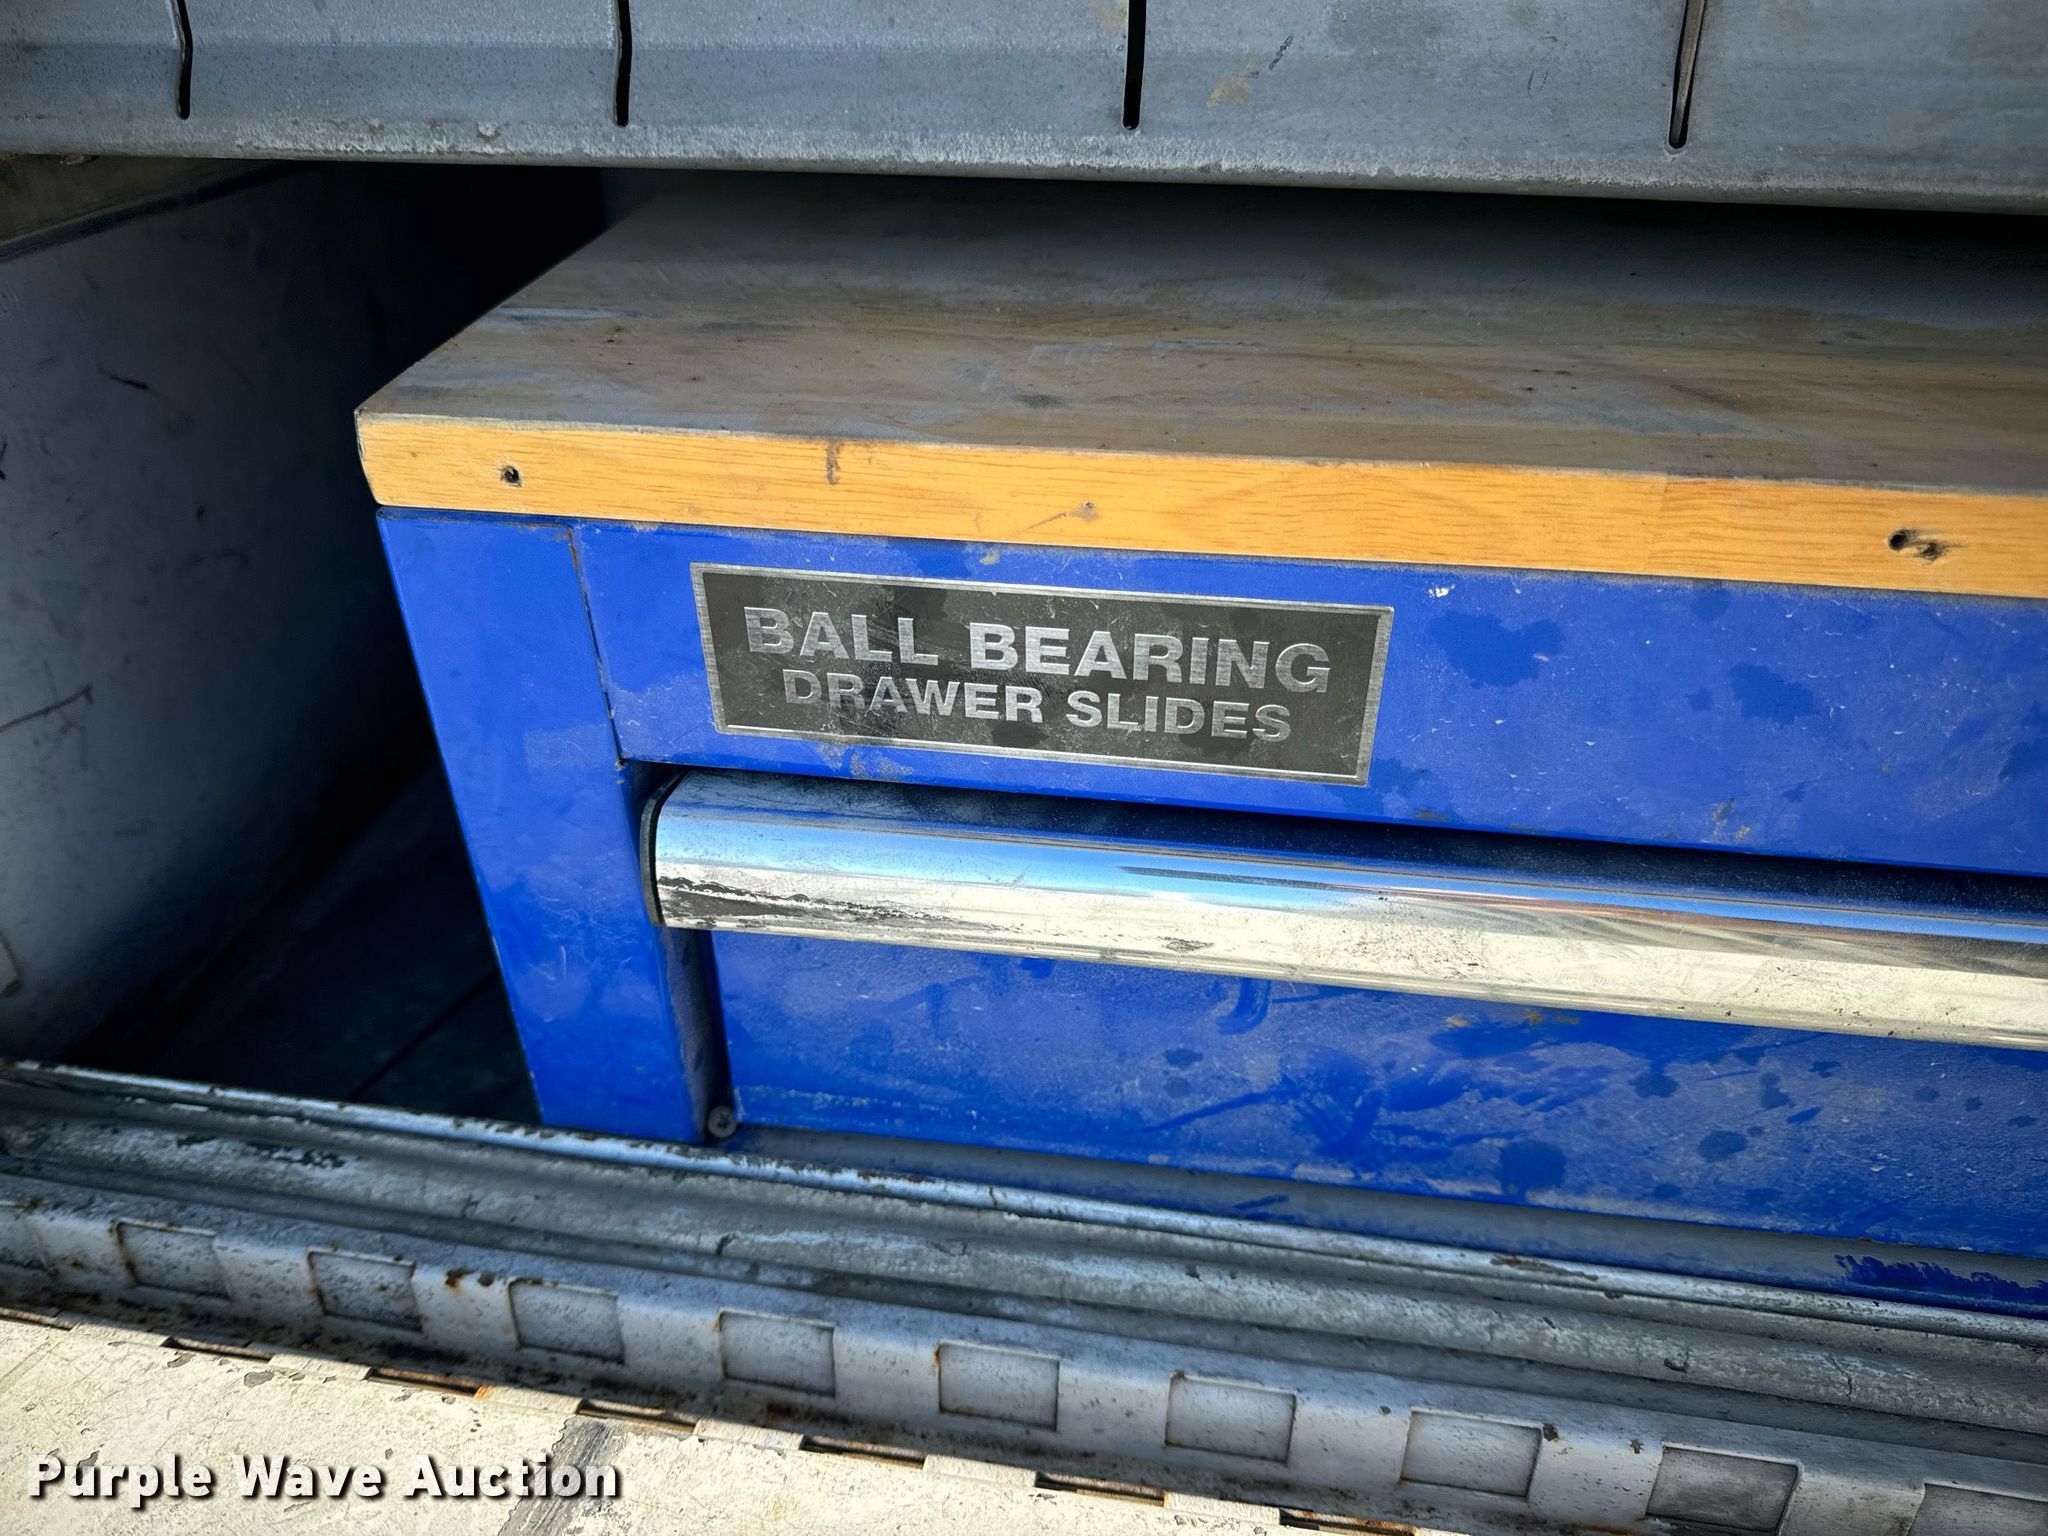 BALL BEARING
DRAWER SLIDES
Purple Wave Auction